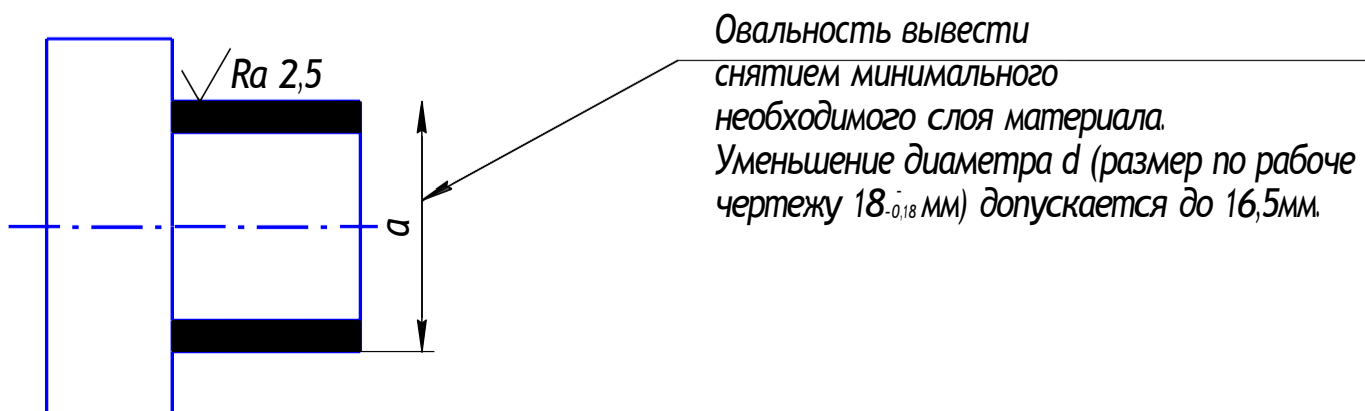 Овальность вывести
Ra 2,5
снятием минимального
необходимого слоя материала.
Уменьшение диаметра d (размер по рабоче
чертежу 18-0,18 мм) допускается до 16,5мм.
a